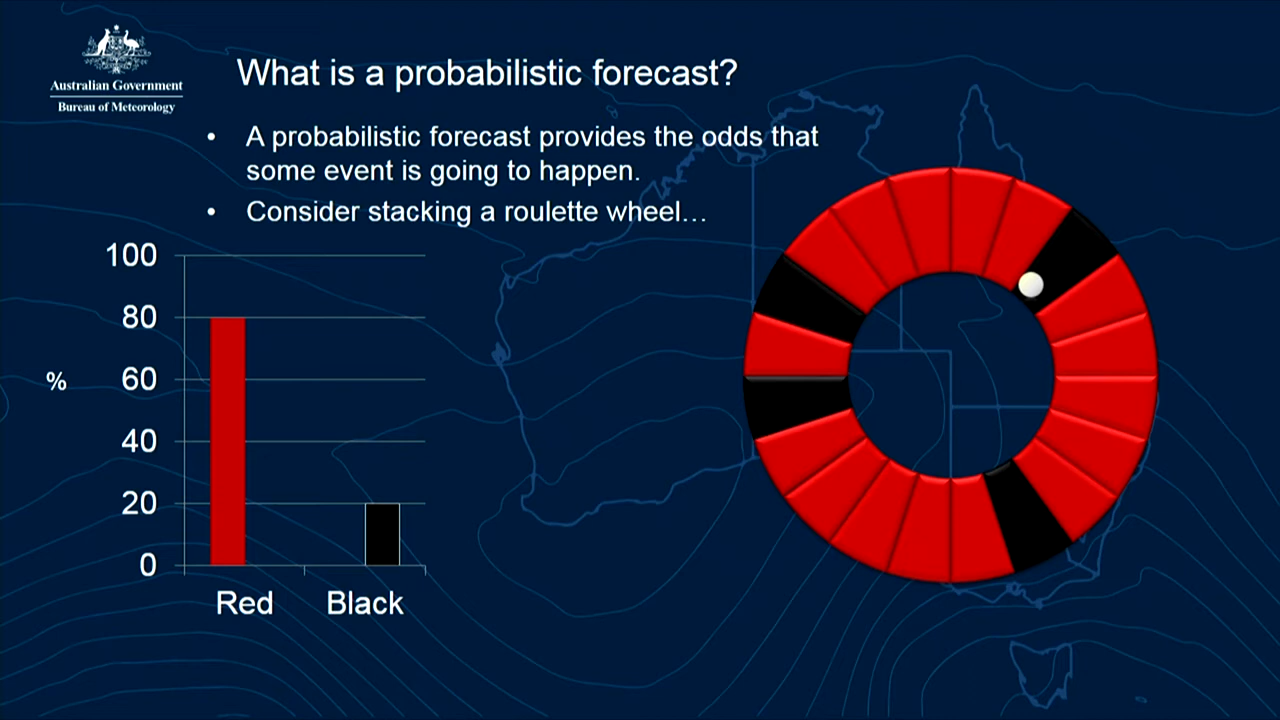 Australian Government
Bureau of Meteorology
What is a probabilistic forecast?
• A probabilistic forecast provides the odds that
some event is going to happen.
• Consider stacking a roulette wheel…
100
80
60
40
20
0
%
Red
Black